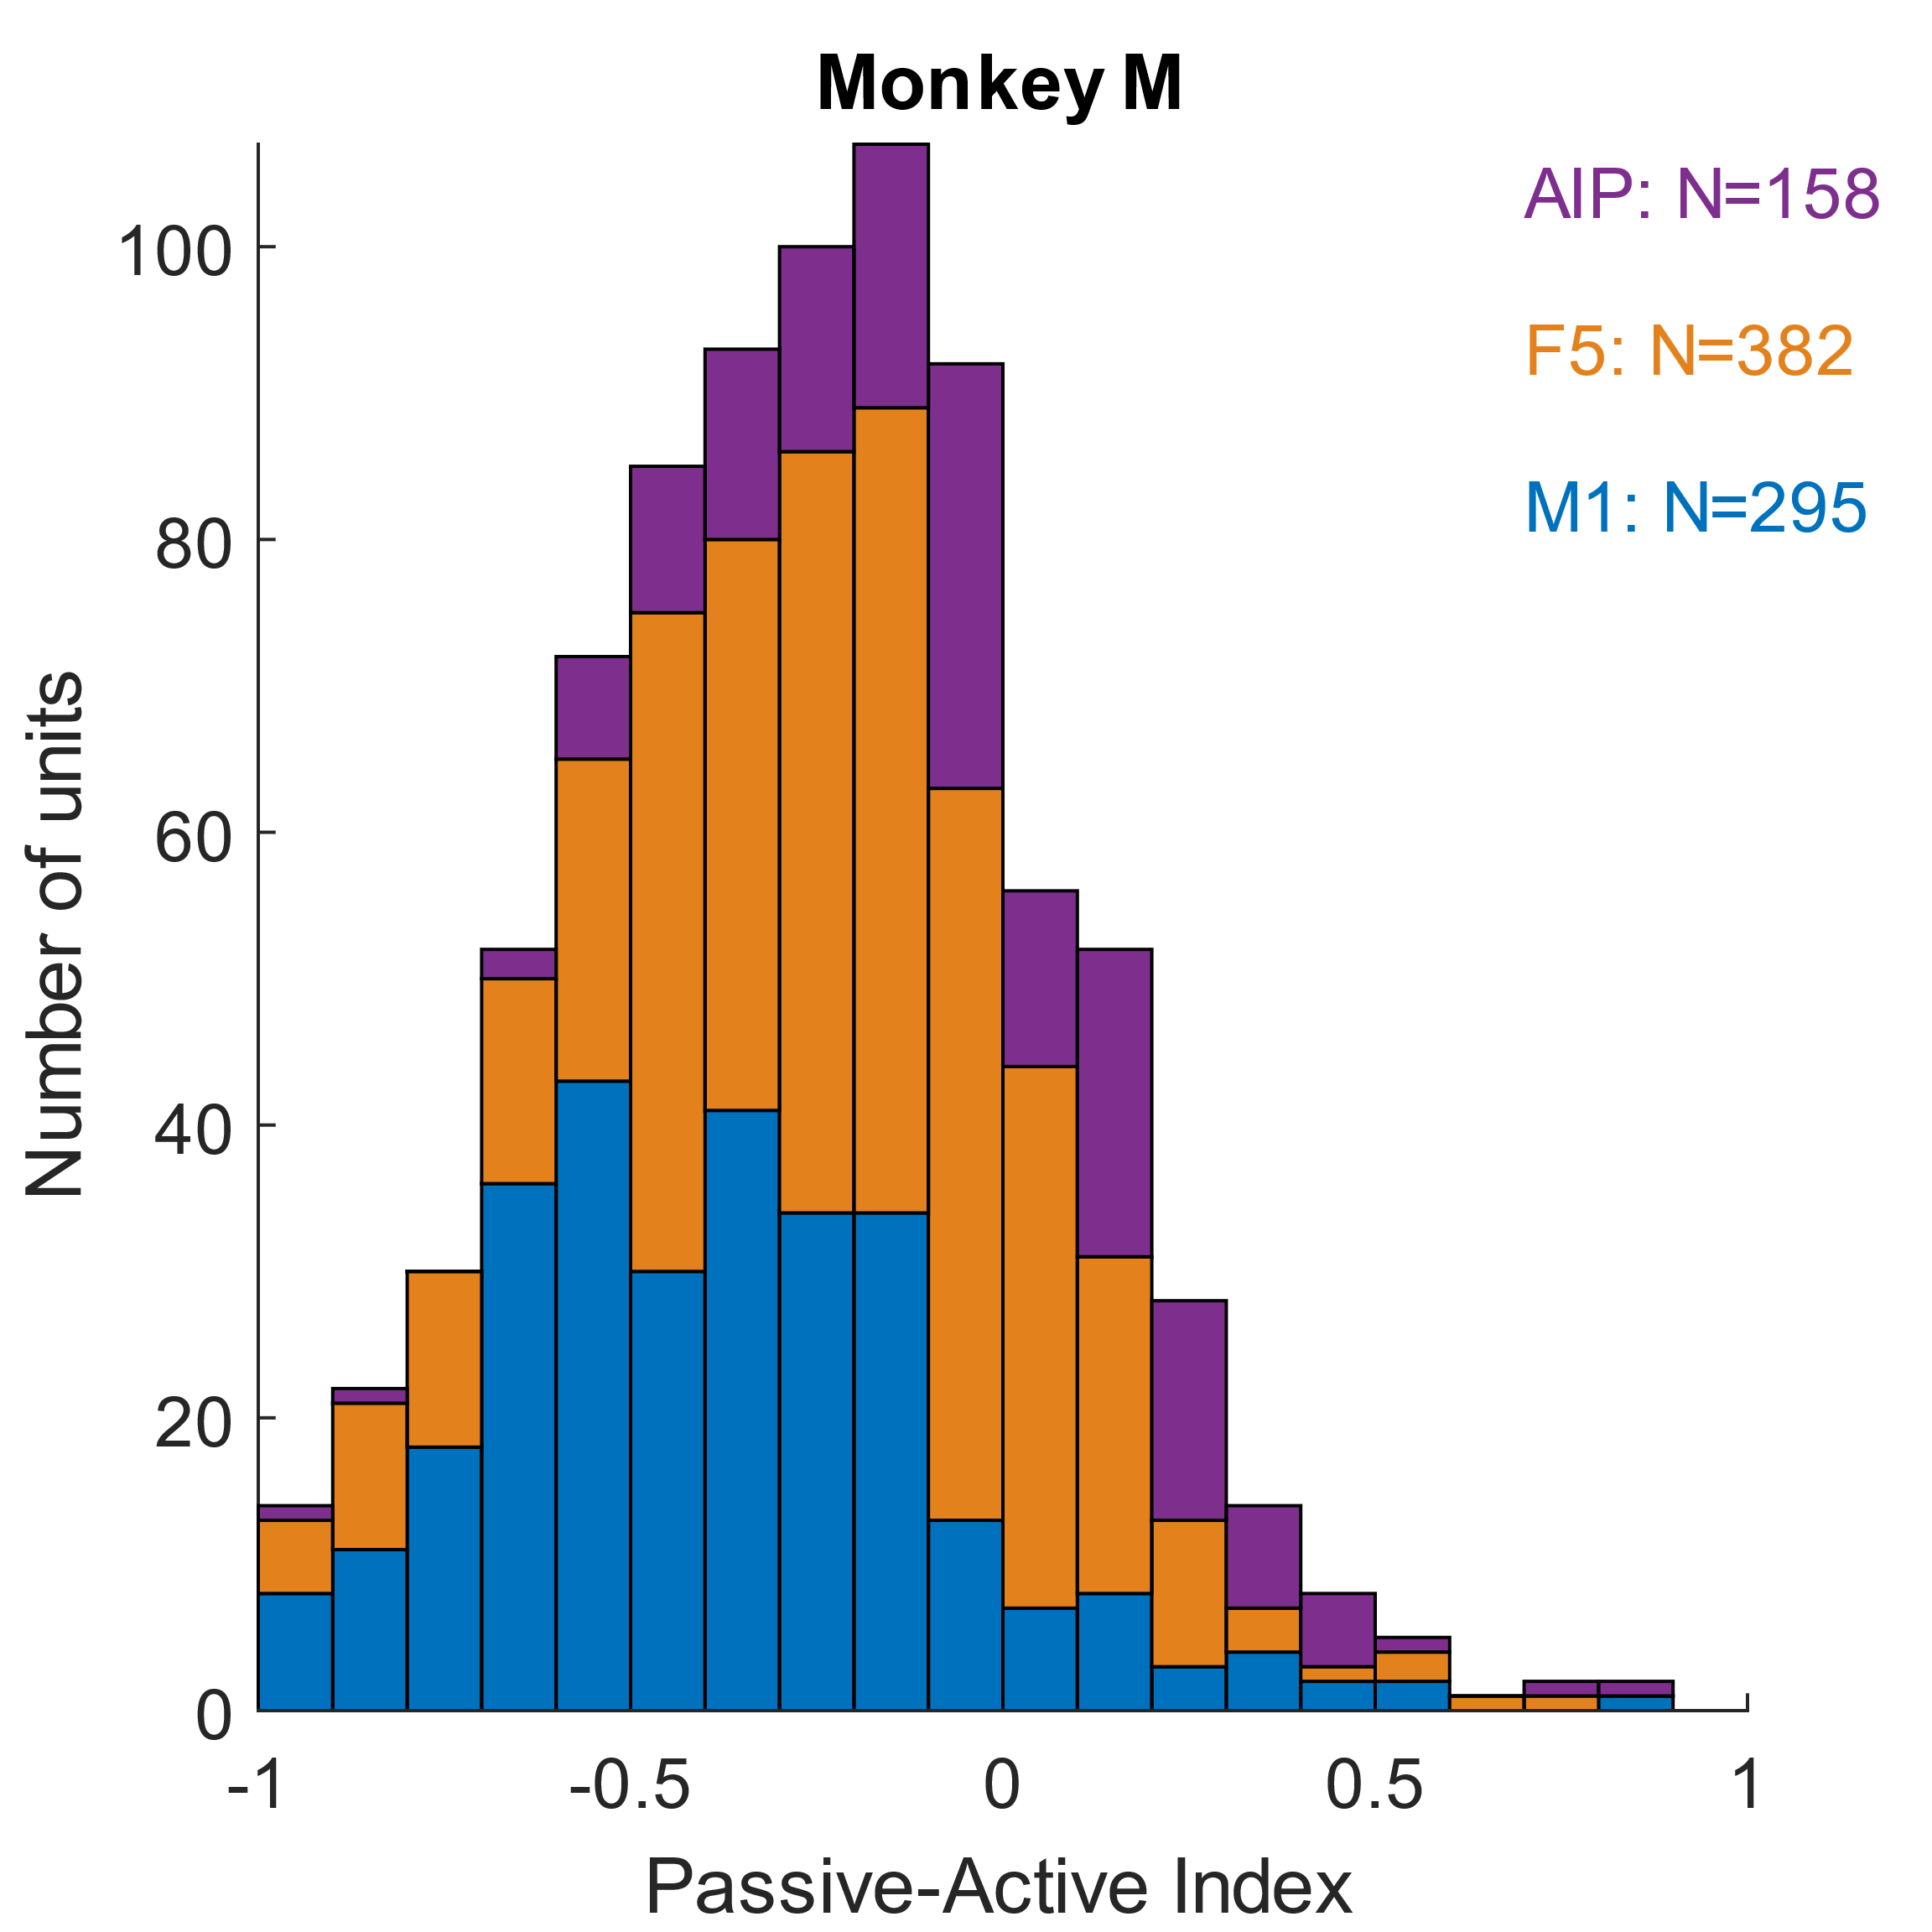 Monkey M
AIP: N=158
F5: N=382
M1: N=295
Number of units
100
80
60
40
20
0
-1
-0.5
0
0.5
1
Passive-Active Index